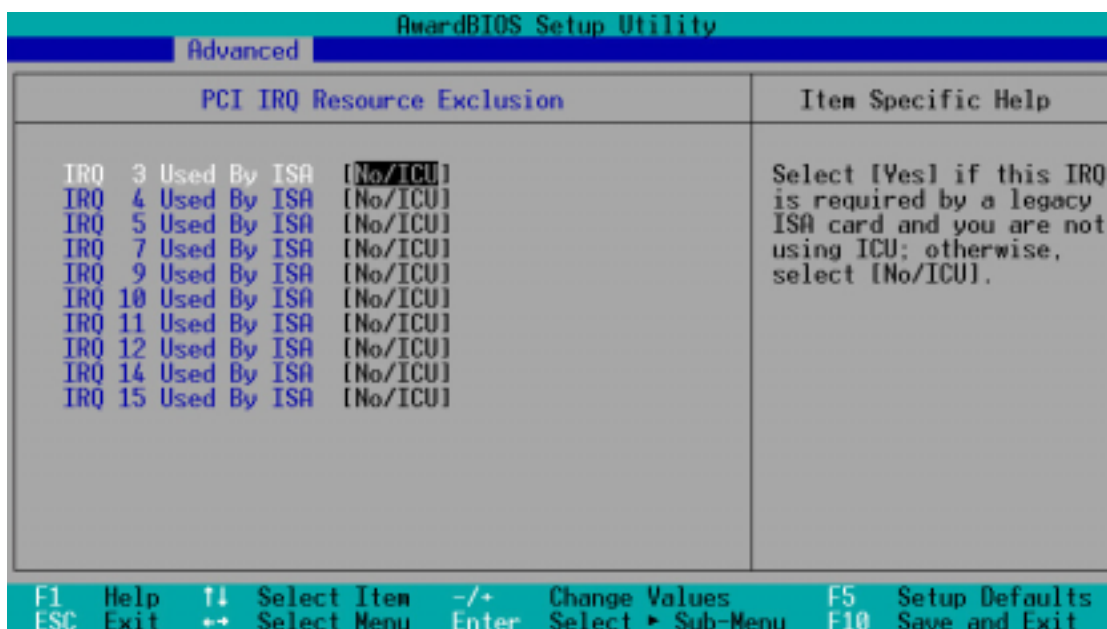 AwardBIOS Setup Utility
Advanced
PCI IRQ Resource Exclusion
Item Specific Help
IRQ 3 Used By ISA [No/ICU]
IRQ 4 Used By ISA [No/ICU]
IRQ 5 Used By ISA [No/ICU]
IRQ 7 Used By ISA [No/ICU]
IRQ 9 Used By ISA [No/ICU]
IRQ 10 Used By ISA [No/ICU]
IRQ 11 Used By ISA [No/ICU]
IRQ 12 Used By ISA [No/ICU]
IRQ 14 Used By ISA [No/ICU]
IRQ 15 Used By ISA [No/ICU]
Select [Yes] if this IRQ
is required by a legacy
ISA card and you are not
using ICU; otherwise,
select [No/ICU].
F1 Help ↑↓ Select Item -/+ Change Values F5 Setup Defaults
ESC Exit ←→ Select Menu Enter Select ► Sub-Menu F10 Save and Exit